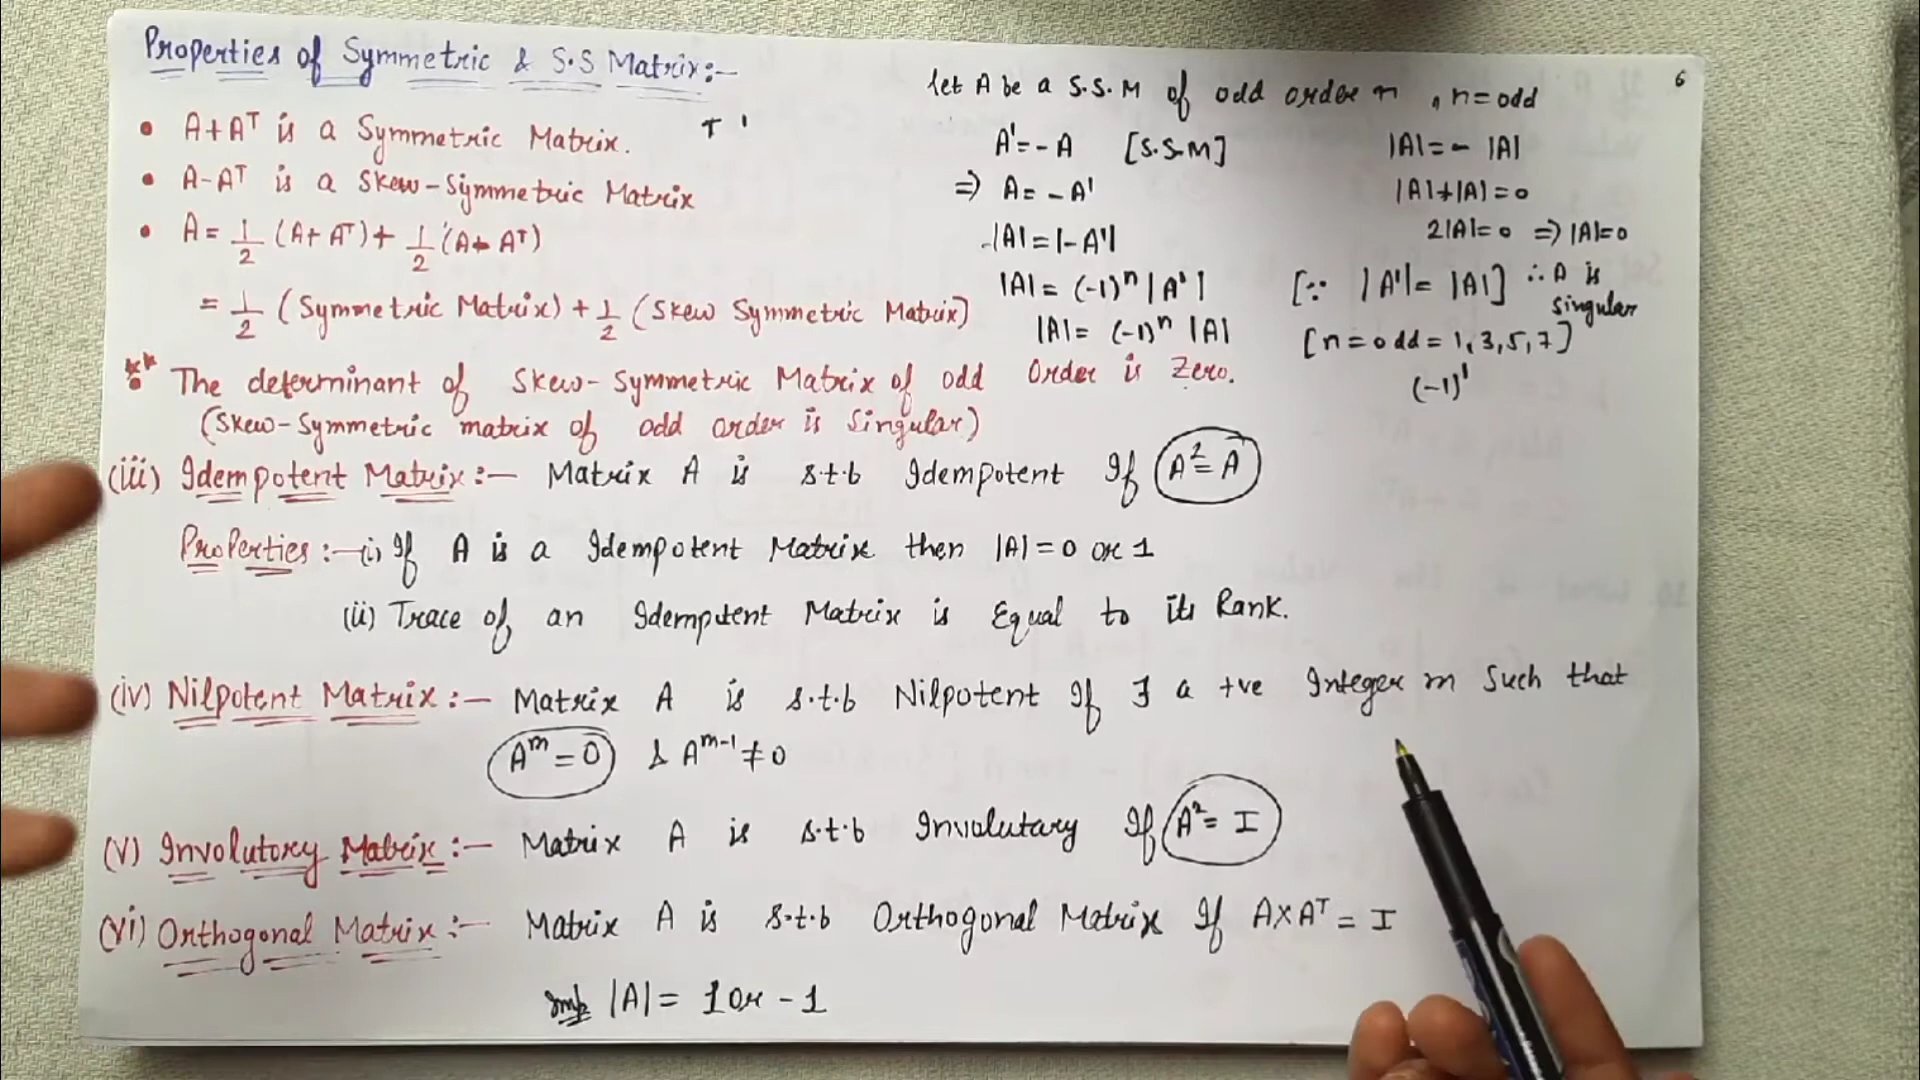 Properties of Symmetric & S.S Matrix:-
• A+Aᵀ is a Symmetric Matrix. T '
• A-Aᵀ is a Skew-Symmetric Matrix
• A = 1/2 (A+Aᵀ) + 1/2 (A-Aᵀ)
= 1/2 (Symmetric Matrix) + 1/2 (Skew Symmetric Matrix)
** • The determinant of Skew-Symmetric Matrix of odd Order is Zero.
(Skew-Symmetric matrix of odd order is Singular)
6
let A be a S.S.M of odd order n , n=odd
A' = -A [S.S.M]
=> A = -A'
|A| = |-A'|
|A| = (-1)ⁿ |A'|
|A| = (-1)ⁿ |A|
[∵ |A'| = |A|]
[n = odd = 1,3,5,7]
(-1)¹
|A| = - |A|
|A|+|A| = 0
2|A| = 0 => |A|=0
∴ A is
singular
(iii) Idempotent Matrix:- Matrix A is s.t.b Idempotent If A² = A
Properties:- (i) If A is a Idempotent Matrix then |A| = 0 or 1
(ii) Trace of an Idempotent Matrix is Equal to its Rank.
(iv) Nilpotent Matrix:- Matrix A is s.t.b Nilpotent If ∃ a +ve Integer m Such that
Aᵐ = 0 & Aᵐ⁻¹ ≠ 0
(v) Involutory Matrix:- Matrix A is s.t.b Involutary If A² = I
(vi) Orthogonal Matrix:- Matrix A is s.t.b Orthogonal Matrix If A×Aᵀ = I
Imp |A| = 1 or -1